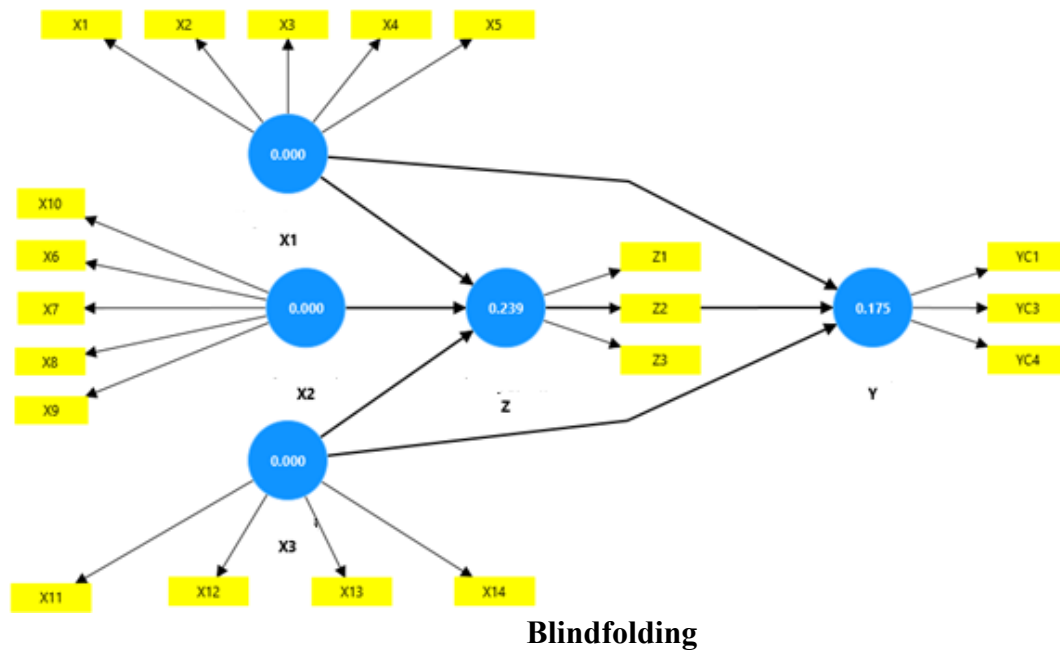 X1 X2 X3 X4 X5
0.000
X1
X10
X6
X7
X8
X9
0.000
X2
0.239
Z
Z1
Z2
Z3
0.175
Y
YC1
YC3
YC4
0.000
X3
X11 X12 X13 X14
Blindfolding